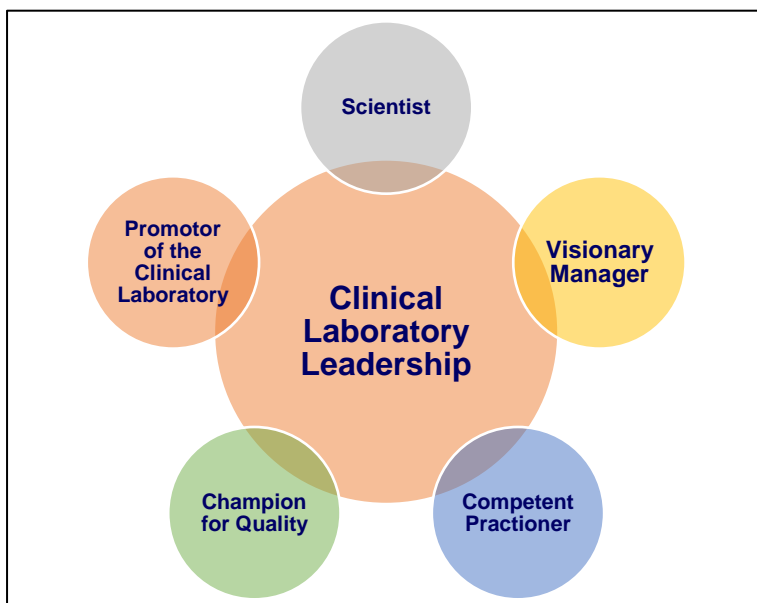 Scientist
Promotor
of the
Clinical
Laboratory
Visionary
Manager
Clinical
Laboratory
Leadership
Champion
for Quality
Competent
Practioner